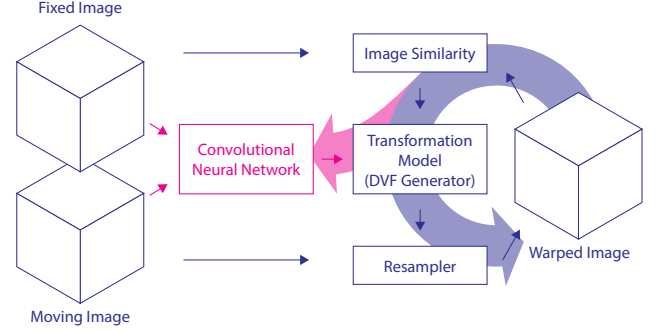 Fixed Image
Image Similarity
Convolutional
Neural Network
Transformation
Model
(DVF Generator)
Warped Image
Resampler
Moving Image